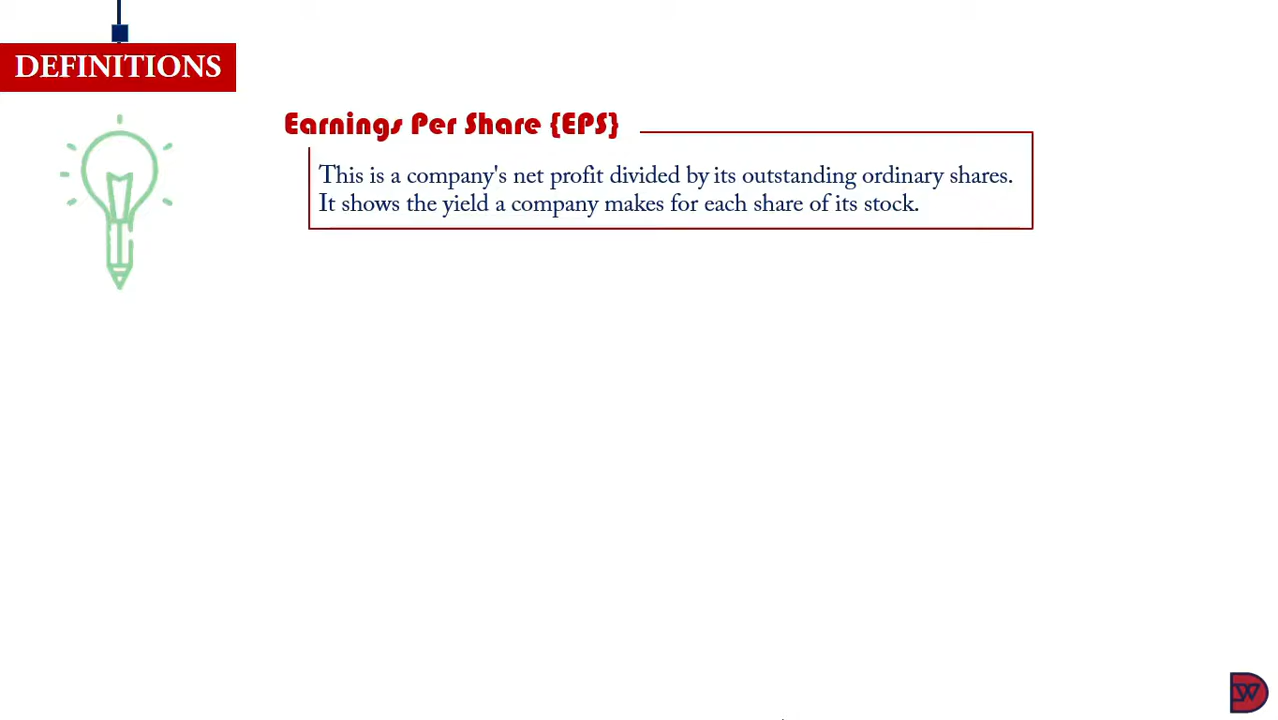 DEFINITIONS
Earnings Per Share {EPS}
This is a company's net profit divided by its outstanding ordinary shares.
It shows the yield a company makes for each share of its stock.
DW